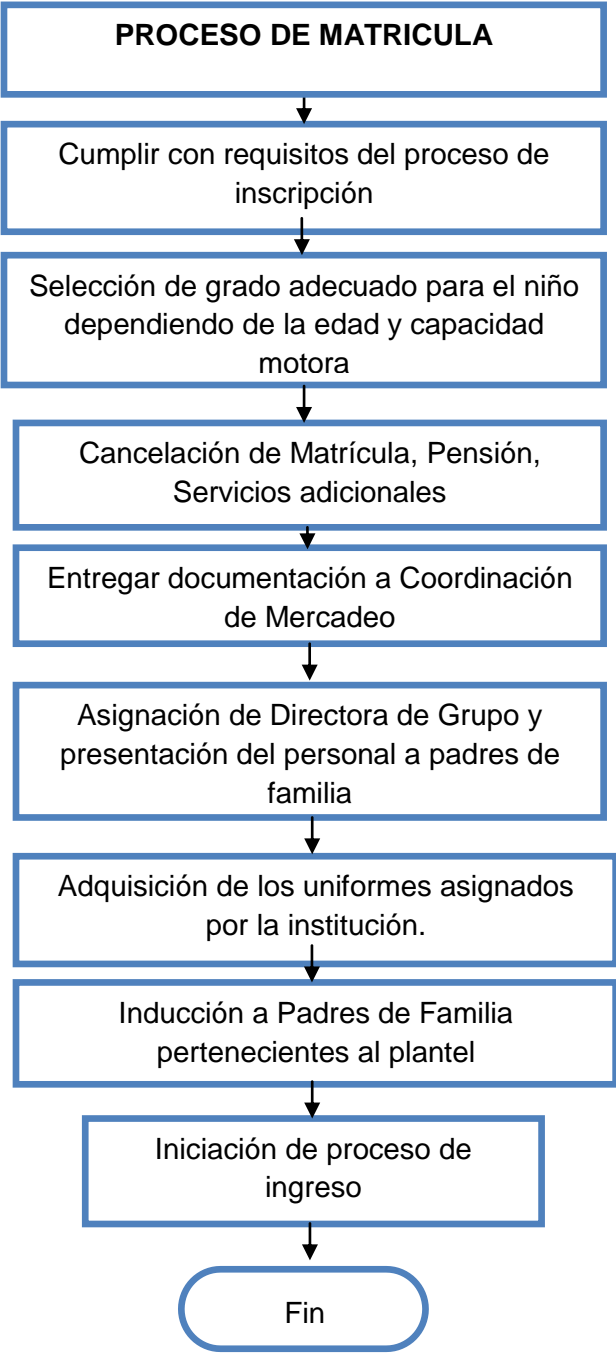 PROCESO DE MATRICULA
Cumplir con requisitos del proceso de
inscripción
Selección de grado adecuado para el niño
dependiendo de la edad y capacidad
motora
Cancelación de Matrícula, Pensión,
Servicios adicionales
Entregar documentación a Coordinación
de Mercadeo
Asignación de Directora de Grupo y
presentación del personal a padres de
familia
Adquisición de los uniformes asignados
por la institución.
Inducción a Padres de Familia
pertenecientes al plantel
Iniciación de proceso de
ingreso
Fin